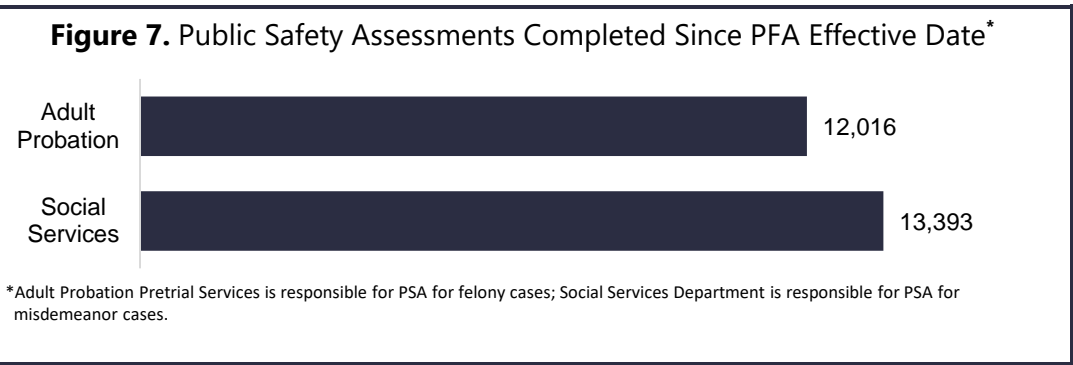 Figure 7. Public Safety Assessments Completed Since PFA Effective Date*
Adult
Probation
12,016
Social
Services
13,393
*Adult Probation Pretrial Services is responsible for PSA for felony cases; Social Services Department is responsible for PSA for
misdemeanor cases.